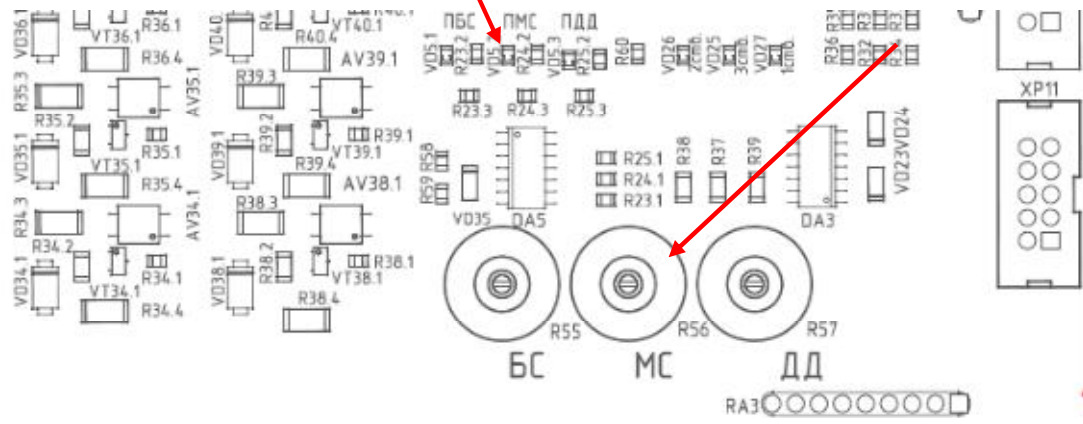 ПБС ПМС ПДД
VD36.1
VT36.1
R36.1
R36.4
VD40.
VT40.1
R40.4
AV39.1
VD5.1
R23.2
R24.2
VD5.3
R25.2
R60
VD26
2стб.
VD25
3стб.
VD27
1стб.
R36
R32
XP11
R35.3
AV35.1
R39.3
R23.3
R24.3
R25.3
R35.2
R35.1
VD35.1
VT35.1
R35.4
R39.2
R39.1
VD39.1
VT39.1
R39.4
AV38.1
R58
R59
VD35
DA5
R25.1
R24.1
R23.1
R38
R37
R39
DA3
VD24
VD23
R34.3
AV34.1
R38.3
R34.2
R34.1
VD34.1
VT34.1
R34.4
R38.2
R38.1
VD38.1
VT38.1
R38.4
R55
R56
R57
БС МС ДД
RA3